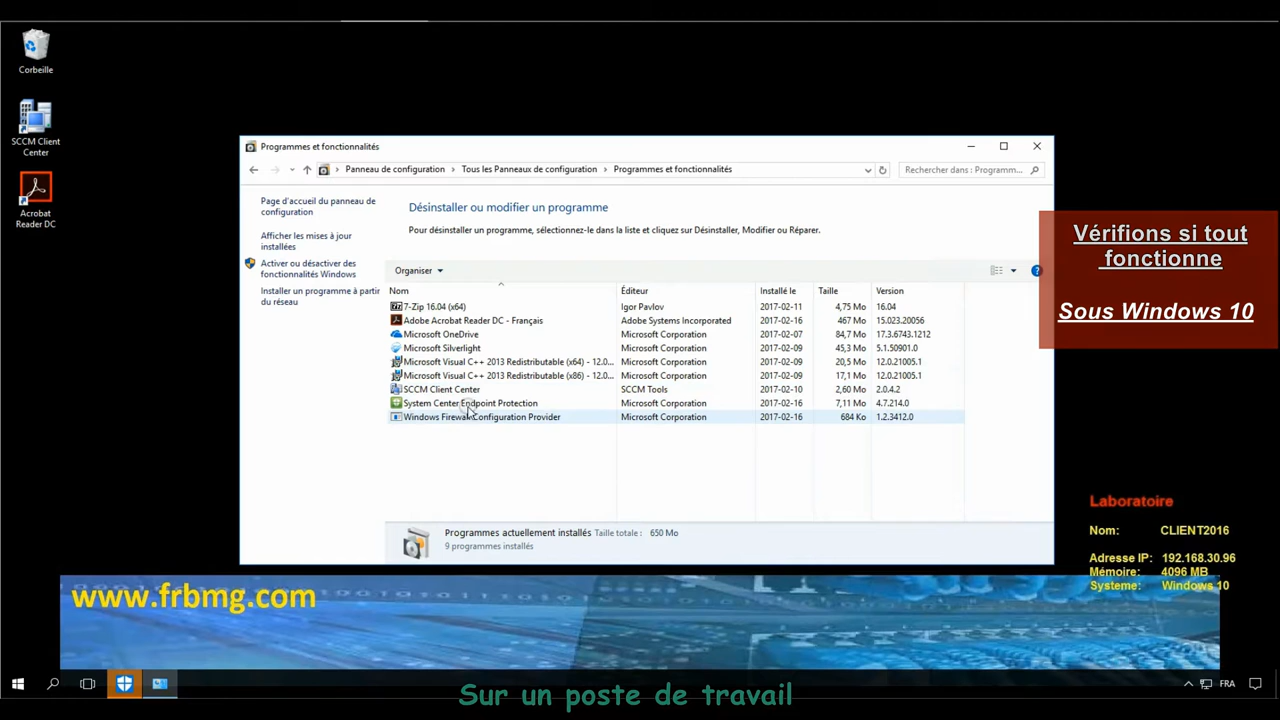 Corbeille
SCCM Client
Center
Acrobat
Reader DC
Programmes et fonctionnalités
Panneau de configuration > Tous les Panneaux de configuration > Programmes et fonctionnalités
Rechercher dans : Programm...
Page d'accueil du panneau de
configuration
Afficher les mises à jour
installées
Activer ou désactiver des
fonctionnalités Windows
Installer un programme à partir
du réseau
Désinstaller ou modifier un programme
Pour désinstaller un programme, sélectionnez-le dans la liste et cliquez sur Désinstaller, Modifier ou Réparer.
Organiser
Nom Éditeur Installé le Taille Version
7-Zip 16.04 (x64) Igor Pavlov 2017-02-11 4,75 Mo 16.04
Adobe Acrobat Reader DC - Français Adobe Systems Incorporated 2017-02-16 467 Mo 15.023.20056
Microsoft OneDrive Microsoft Corporation 2017-02-07 84,7 Mo 17.3.6743.1212
Microsoft Silverlight Microsoft Corporation 2017-02-09 45,3 Mo 5.1.50901.0
Microsoft Visual C++ 2013 Redistributable (x64) - 12.0... Microsoft Corporation 2017-02-09 20,5 Mo 12.0.21005.1
Microsoft Visual C++ 2013 Redistributable (x86) - 12.0... Microsoft Corporation 2017-02-09 17,1 Mo 12.0.21005.1
SCCM Client Center SCCM Tools 2017-02-10 2,60 Mo 2.0.4.2
System Center Endpoint Protection Microsoft Corporation 2017-02-16 7,11 Mo 4.7.214.0
Windows Firewall Configuration Provider Microsoft Corporation 2017-02-16 684 Ko 1.2.3412.0
Programmes actuellement installés Taille totale : 650 Mo
9 programmes installés
Vérifions si tout
fonctionne
Sous Windows 10
Laboratoire
Nom: CLIENT2016
Adresse IP: 192.168.30.96
Mémoire: 4096 MB
Systeme: Windows 10
www.frbmg.com
FRA
Sur un poste de travail